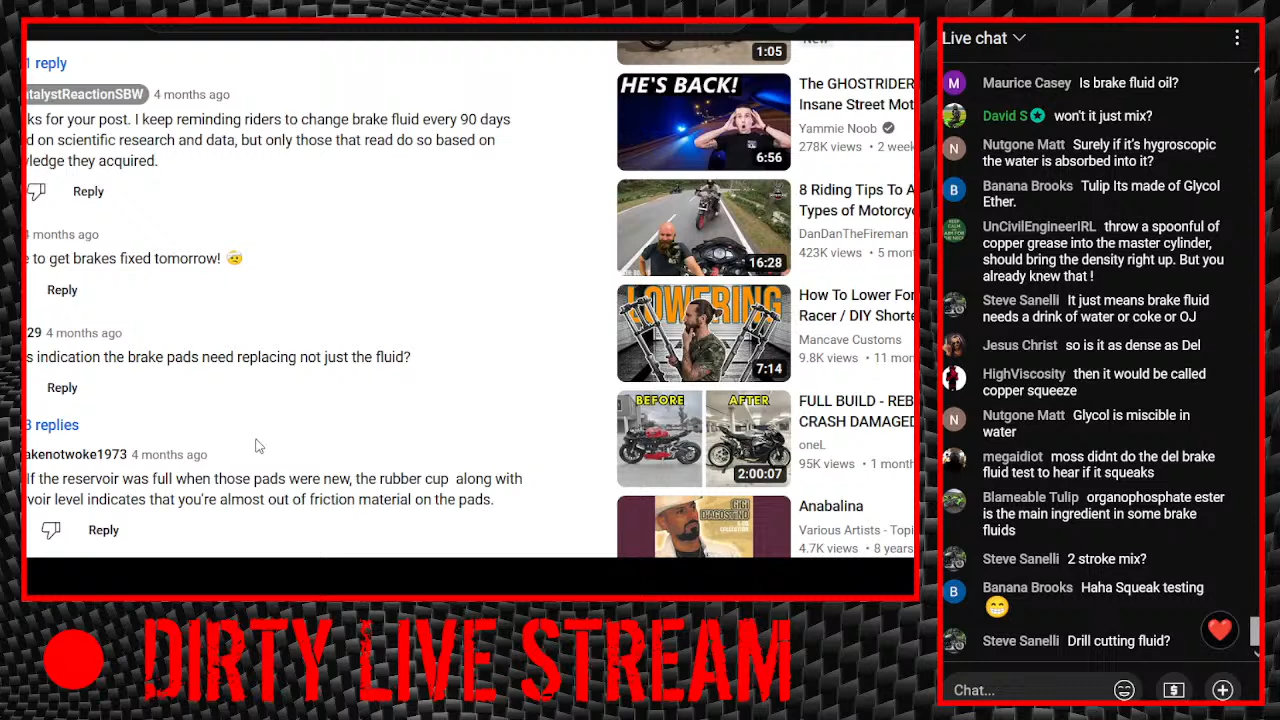 1 reply
talystReactionSBW 4 months ago
ks for your post. I keep reminding riders to change brake fluid every 90 days
d on scientific research and data, but only those that read do so based on
ledge they acquired.
Reply
4 months ago
e to get brakes fixed tomorrow! 🤕
Reply
29 4 months ago
s indication the brake pads need replacing not just the fluid?
Reply
3 replies
akenotwoke1973 4 months ago
If the reservoir was full when those pads were new, the rubber cup along with
voir level indicates that you're almost out of friction material on the pads.
Reply
1:05
New
HE'S BACK!
6:56
The GHOSTRIDER
Insane Street Mot
Yammie Noob
278K views • 2 week
16:28
8 Riding Tips To A
Types of Motorcy
DanDanTheFireman
423K views • 5 mon
LOWERING
7:14
How To Lower For
Racer / DIY Shorte
Mancave Customs
9.8K views • 11 mon
BEFORE AFTER
2:00:07
FULL BUILD - REB
CRASH DAMAGED
oneL
95K views • 1 month
GIGI
D'AGOSTINO
Anabalina
Various Artists - Topi
4.7K views • 8 years
DIRTY LIVE STREAM
Live chat
M
Maurice Casey Is brake fluid oil?
David S won't it just mix?
N
Nutgone Matt Surely if it's hygroscopic
the water is absorbed into it?
B
Banana Brooks Tulip Its made of Glycol
Ether.
UnCivilEngineerIRL throw a spoonful of
copper grease into the master cylinder,
should bring the density right up. But you
already knew that !
Steve Sanelli It just means brake fluid
needs a drink of water or coke or OJ
Jesus Christ so is it as dense as Del
HighViscosity then it would be called
copper squeeze
N
Nutgone Matt Glycol is miscible in
water
megaidiot moss didnt do the del brake
fluid test to hear if it squeaks
Blameable Tulip organophosphate ester
is the main ingredient in some brake
fluids
Steve Sanelli 2 stroke mix?
B
Banana Brooks Haha Squeak testing
😁
Steve Sanelli Drill cutting fluid?
Chat...